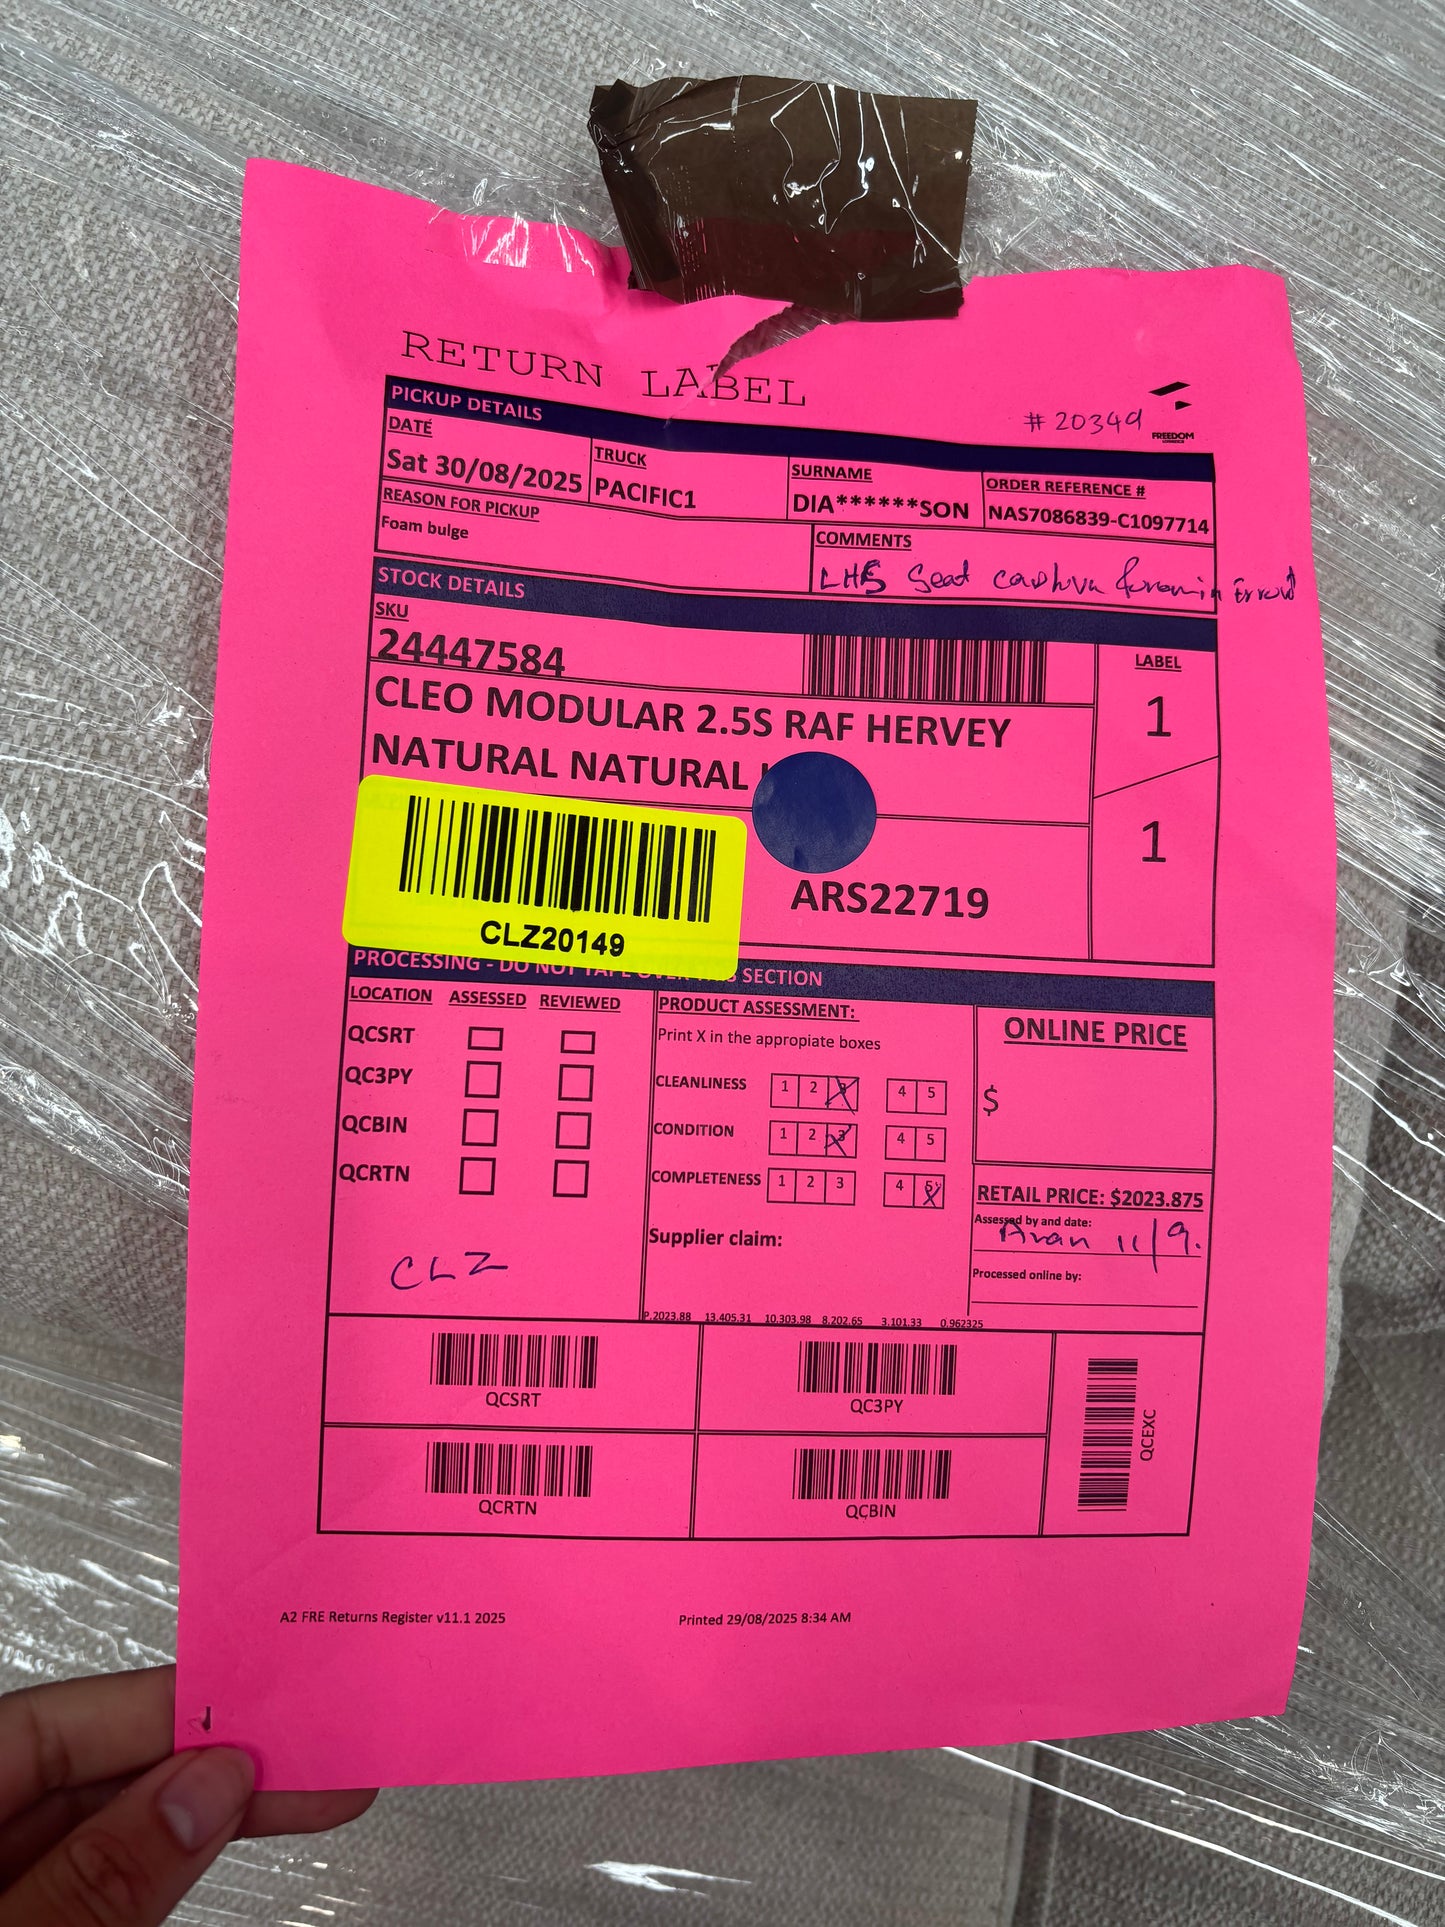 RETURN LABEL
# 20349
FREEDOM
PICKUP DETAILS
DATE
Sat 30/08/2025
TRUCK
PACIFIC1
SURNAME
DIA******SON
ORDER REFERENCE #
NAS7086839-C1097714
REASON FOR PICKUP
Foam bulge
COMMENTS
LHS Seat
STOCK DETAILS
SKU
24447584
LABEL
1
1
CLEO MODULAR 2.5S RAF HERVEY
NATURAL NATURAL
CLZ20149
ARS22719
PROCESSING - DO NOT TAPE OVER THIS SECTION
LOCATION ASSESSED REVIEWED
QCSRT
QC3PY
QCBIN
QCRTN
CLZ
PRODUCT ASSESSMENT:
Print X in the appropiate boxes
CLEANLINESS 1 2 3 4 5
CONDITION 1 2 3 4 5
COMPLETENESS 1 2 3 4 5
Supplier claim:
ONLINE PRICE
$
RETAIL PRICE: $2023.875
Assessed by and date:
11/9.
Processed online by:
P.2023.88 13.405.31 10.303.98 8.202.65 3.101.33 0.962325
QCSRT
QC3PY
QCEXC
QCRTN
QCBIN
A2 FRE Returns Register v11.1 2025
Printed 29/08/2025 8:34 AM